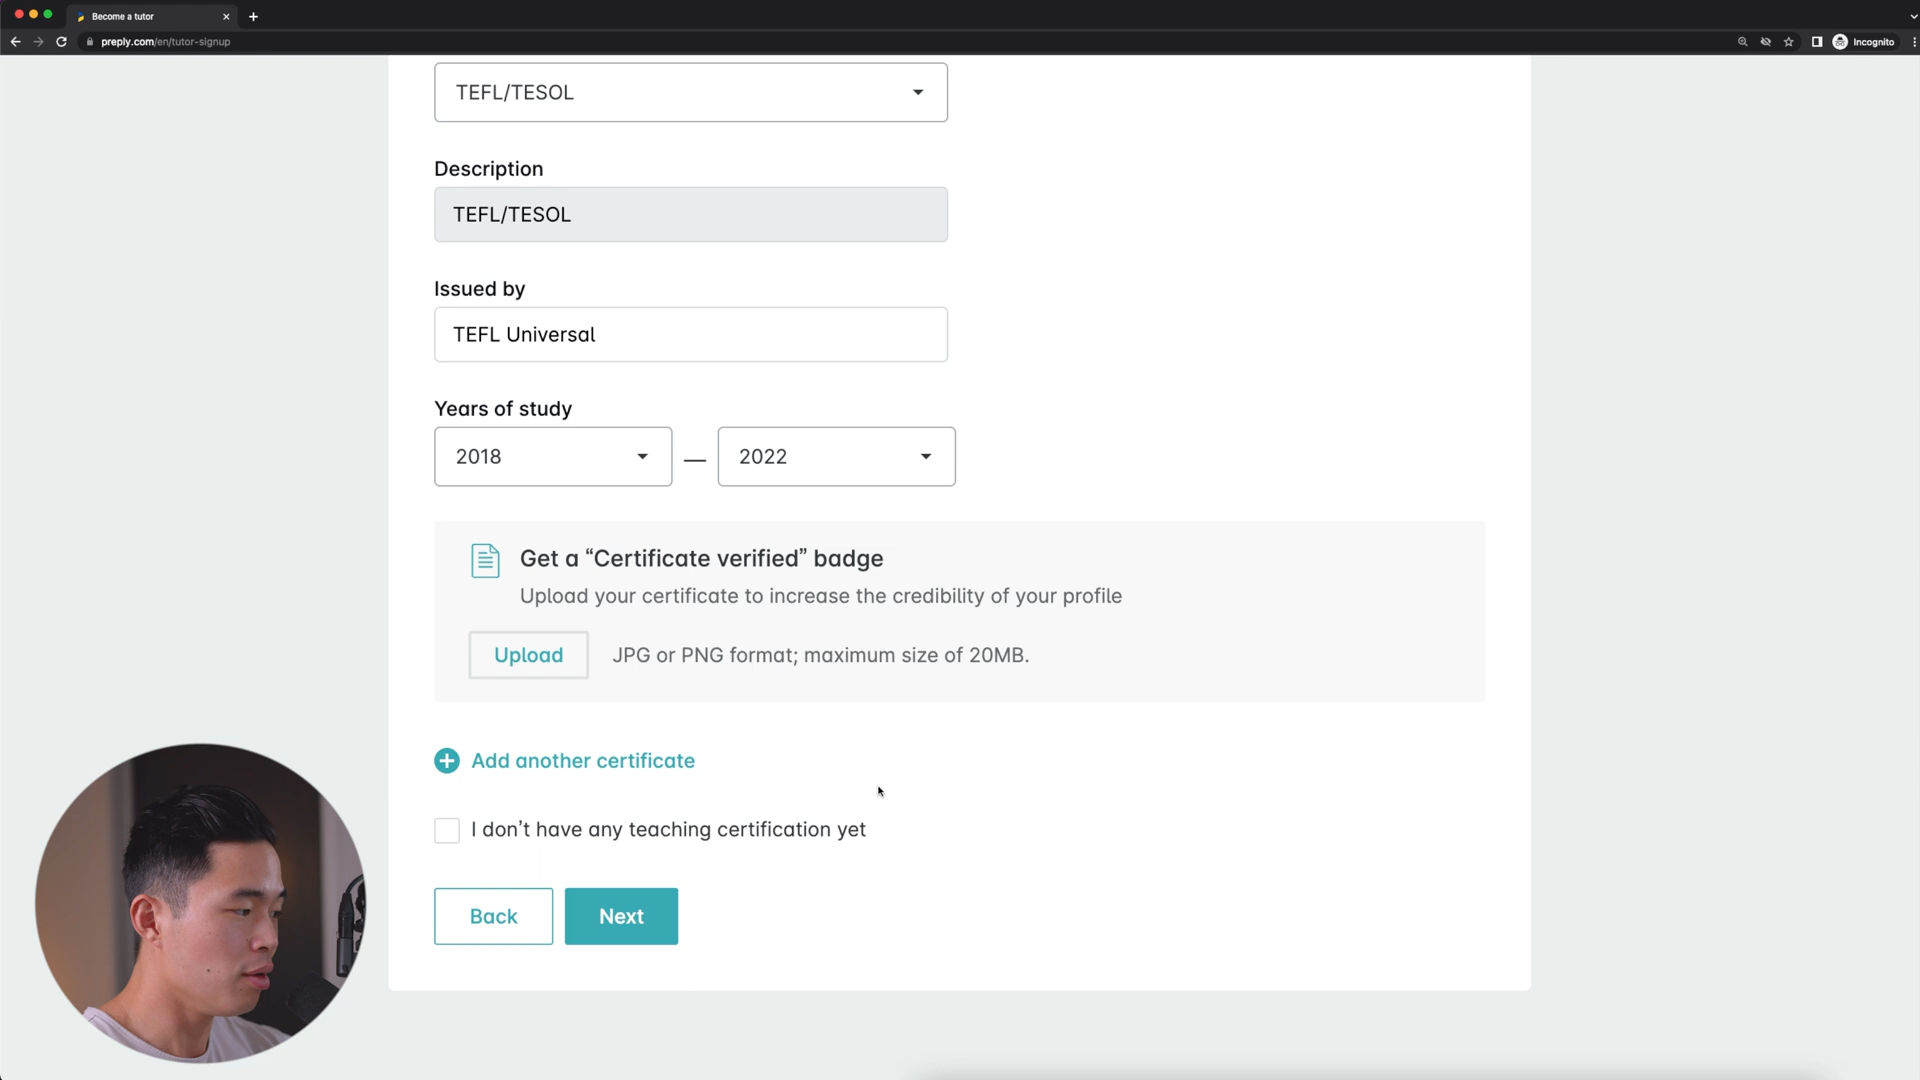 Become a tutor
preply.com/en/tutor-signup
Incognito
TEFL/TESOL
Description
TEFL/TESOL
Issued by
TEFL Universal
Years of study
2018 — 2022
Get a “Certificate verified” badge
Upload your certificate to increase the credibility of your profile
Upload JPG or PNG format; maximum size of 20MB.
Add another certificate
I don’t have any teaching certification yet
Back Next